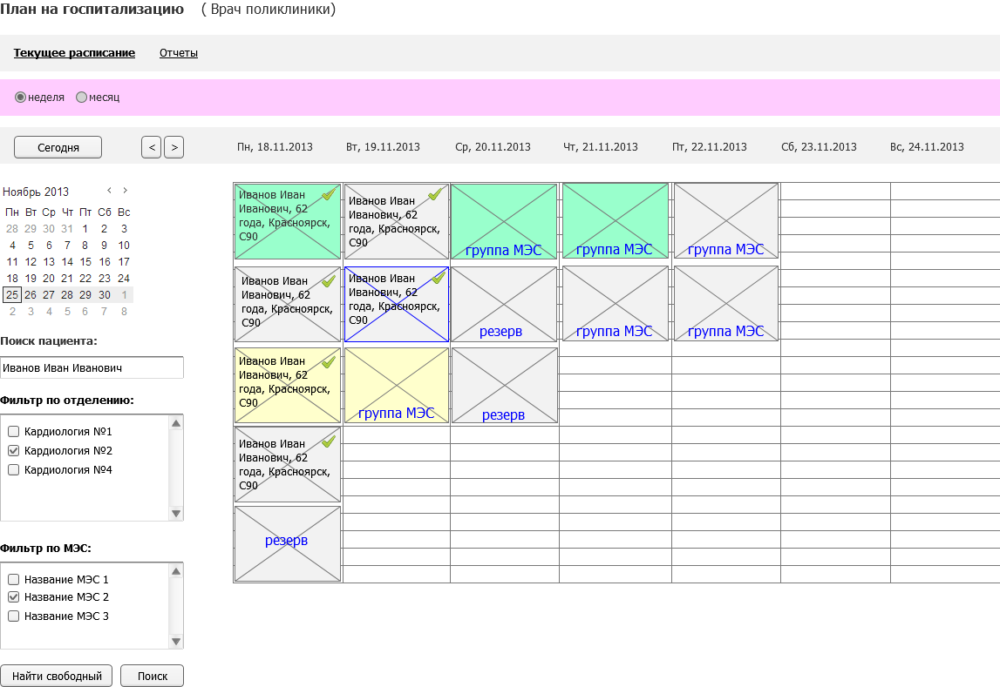 План на госпитализацию ( Врач поликлиники)
Текущее расписание Отчеты
неделя месяц
Сегодня < > Пн, 18.11.2013 Вт, 19.11.2013 Ср, 20.11.2013 Чт, 21.11.2013 Пт, 22.11.2013 Сб, 23.11.2013 Вс, 24.11.2013
Ноябрь 2013 < >
Пн Вт Ср Чт Пт Сб Вс
28 29 30 31 1 2 3
4 5 6 7 8 9 10
11 12 13 14 15 16 17
18 19 20 21 22 23 24
25 26 27 28 29 30 1
2 3 4 5 6 7 8
Поиск пациента:
Иванов Иван Иванович
Фильтр по отделению:
Кардиология №1
Кардиология №2
Кардиология №4
Фильтр по МЭС:
Название МЭС 1
Название МЭС 2
Название МЭС 3
Найти свободный Поиск
Иванов Иван
Иванович, 62
года, Красноярск,
С90
Иванов Иван
Иванович, 62
года, Красноярск,
С90
группа МЭС
группа МЭС
группа МЭС
Иванов Иван
Иванович, 62
года, Красноярск,
С90
Иванов Иван
Иванович, 62
года, Красноярск,
С90
резерв
группа МЭС
группа МЭС
Иванов Иван
Иванович, 62
года, Красноярск,
С90
группа МЭС
резерв
Иванов Иван
Иванович, 62
года, Красноярск,
С90
резерв